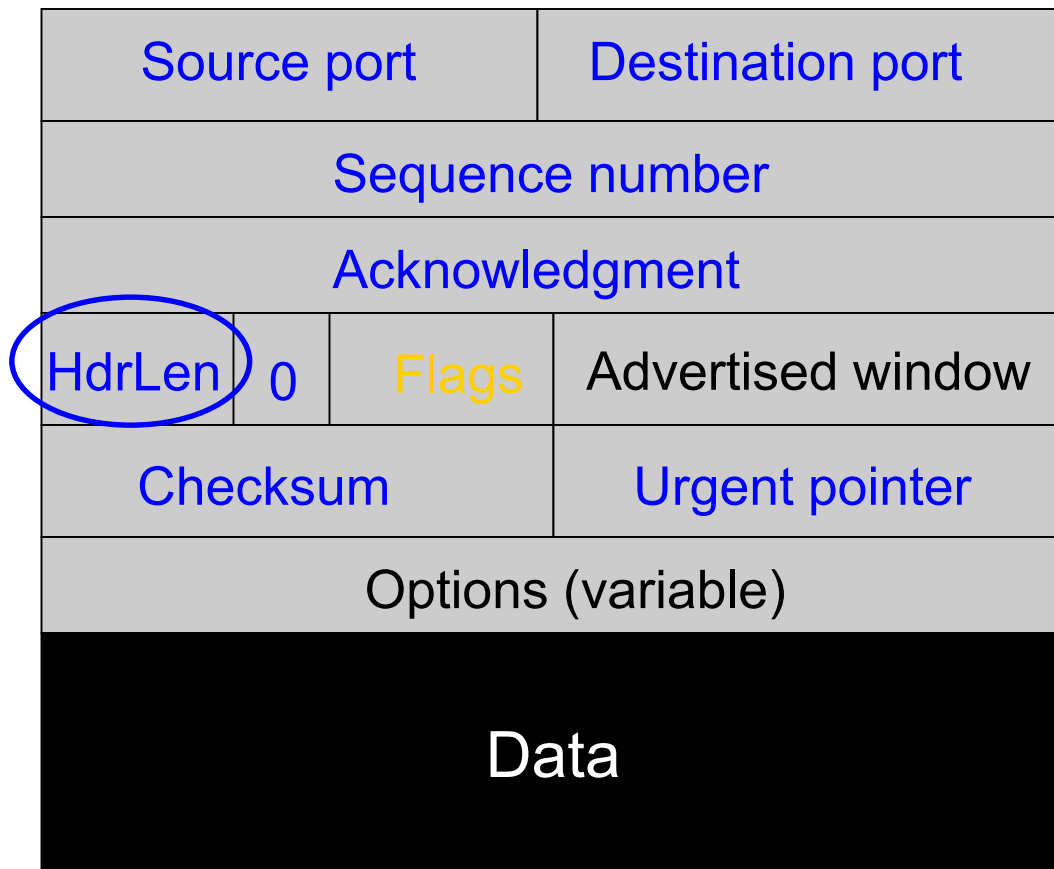 Source port Destination port
Sequence number
Acknowledgment
HdrLen 0 Flags Advertised window
Checksum Urgent pointer
Options (variable)
Data